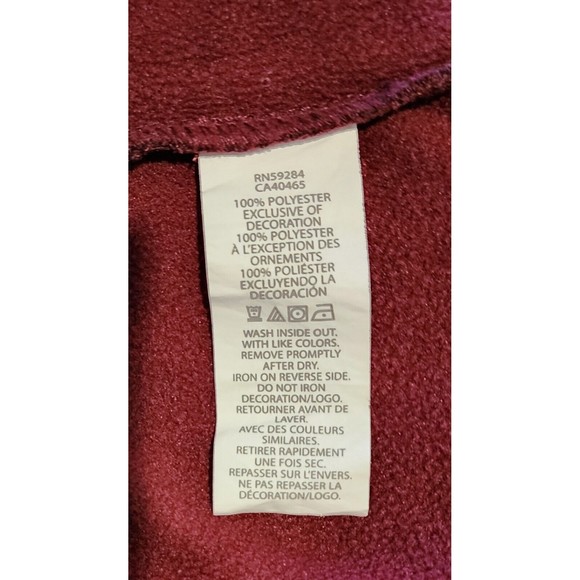 RN59284
CA40465
100% POLYESTER
EXCLUSIVE OF
DECORATION
100% POLYESTER
À L'EXCEPTION DES
ORNEMENTS
100% POLIÉSTER
EXCLUYENDO LA
DECORACIÓN
WASH INSIDE OUT.
WITH LIKE COLORS.
REMOVE PROMPTLY
AFTER DRY.
IRON ON REVERSE SIDE.
DO NOT IRON
DECORATION/LOGO.
RETOURNER AVANT DE
LAVER.
AVEC DES COULEURS
SIMILAIRES.
RETIRER RAPIDEMENT
UNE FOIS SEC.
REPASSER SUR L'ENVERS.
NE PAS REPASSER LA
DÉCORATION/LOGO.